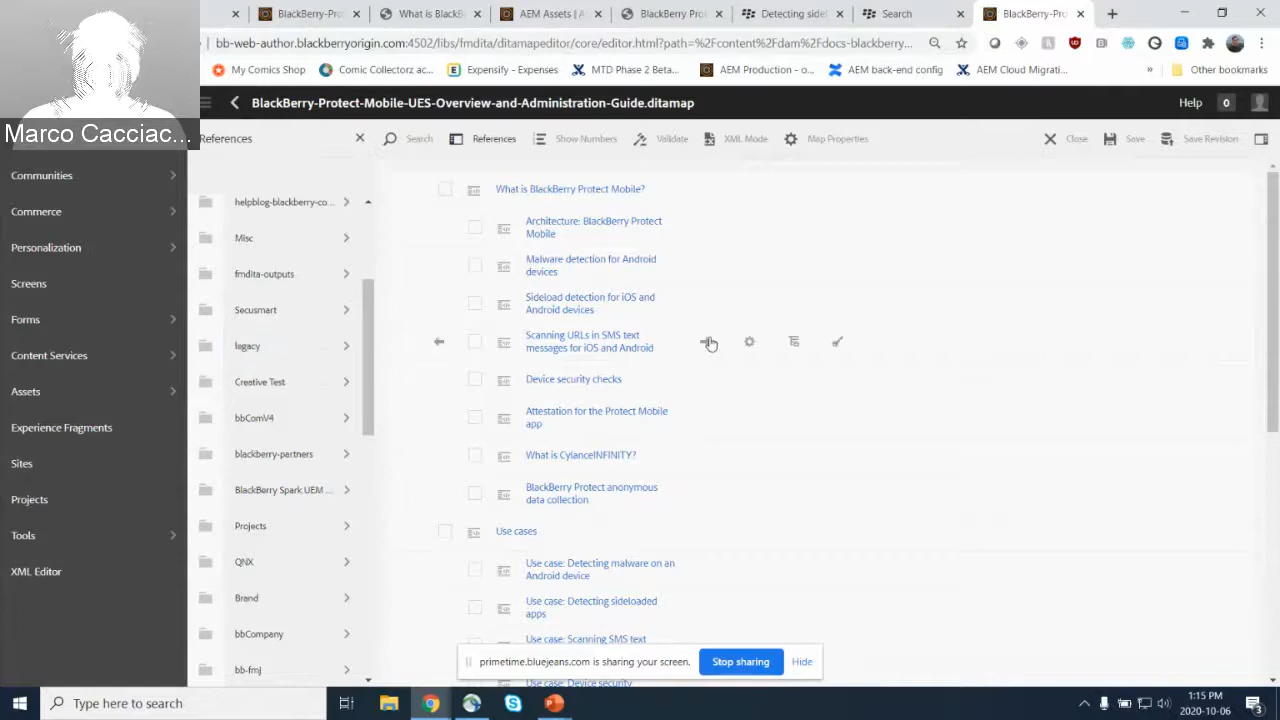 BlackBerry-Pro
What is BlackB
AEM Assets | A
BlackBerry Prot
Detecting sidel
Search
BlackBerry-Pro
bb-web-author.blackberryorigin.com:4502/libs/fmdita/mapeditor/core/editor.html?path=%2Fcontent%2Fdam%2Fdocs-blackberry...
My Comics Shop
Comic Collectorz ac...
Expensify - Expenses
MTD Phase 2 Beta...
AEM Production - o...
AEM back-end config
AEM Cloud Migrati...
»
Other bookmarks
BlackBerry-Protect-Mobile-UES-Overview-and-Administration-Guide.ditamap
Help
0
Marco Cacciac...
References
Search
References
Show Numbers
Validate
XML Mode
Map Properties
Close
Save
Save Revision
Communities
Commerce
Personalization
Screens
Forms
Content Services
Assets
Experience Fragments
Sites
Projects
Tools
XML Editor
helpblog-blackberry-co...
Misc
fmdita-outputs
Secusmart
legacy
Creative Test
bbComV4
blackberry-partners
BlackBerry Spark UEM ...
Projects
QNX
Brand
bbCompany
bb-fmj
What is BlackBerry Protect Mobile?
Architecture: BlackBerry Protect
Mobile
Malware detection for Android
devices
Sideload detection for iOS and
Android devices
Scanning URLs in SMS text
messages for iOS and Android
Device security checks
Attestation for the Protect Mobile
app
What is CylanceINFINITY?
BlackBerry Protect anonymous
data collection
Use cases
Use case: Detecting malware on an
Android device
Use case: Detecting sideloaded
apps
Use case: Scanning SMS text
Use case: Device security
primetime.bluejeans.com is sharing your screen.
Stop sharing
Hide
Type here to search
1:15 PM
2020-10-06
3